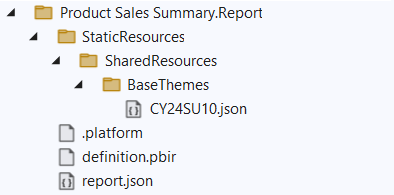 Product Sales Summary.Report
StaticResources
SharedResources
BaseThemes
CY24SU10.json
.platform
definition.pbir
report.json